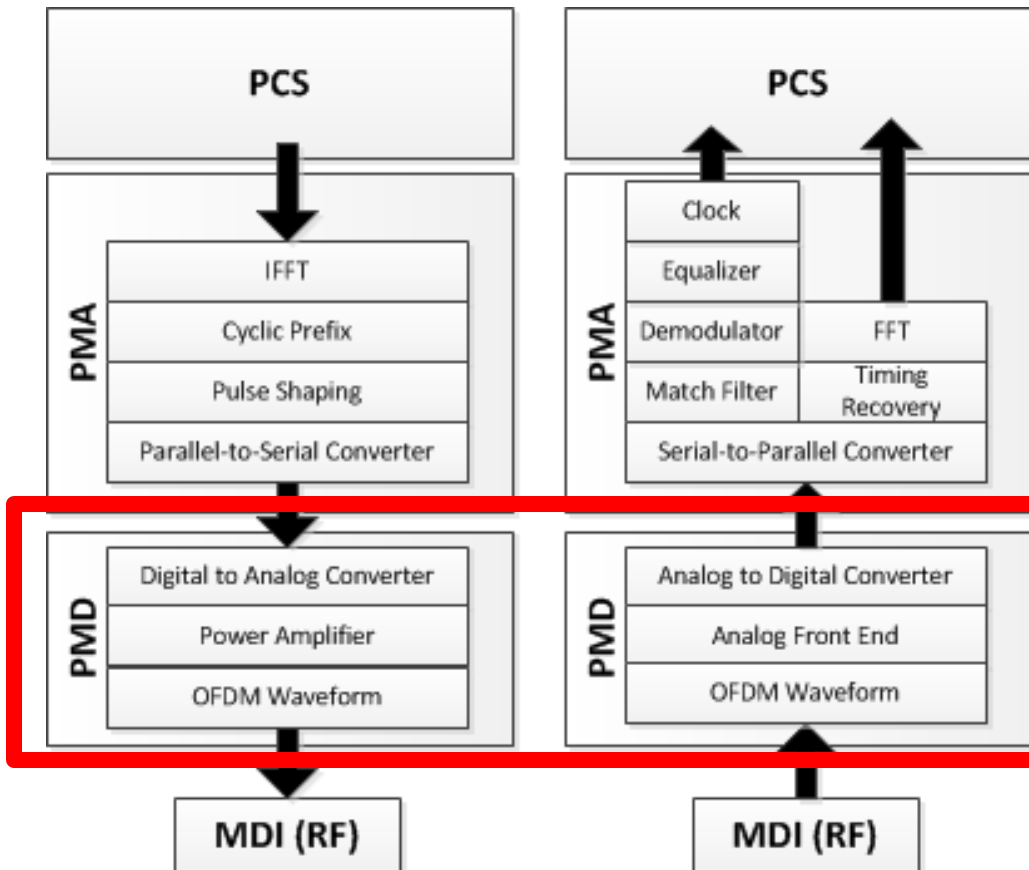 PCS
PMA
IFFT
Cyclic Prefix
Pulse Shaping
Parallel-to-Serial Converter
PMD
Digital to Analog Converter
Power Amplifier
OFDM Waveform
MDI (RF)
PCS
PMA
Clock
Equalizer
Demodulator
Match Filter
FFT
Timing
Recovery
Serial-to-Parallel Converter
PMD
Analog to Digital Converter
Analog Front End
OFDM Waveform
MDI (RF)